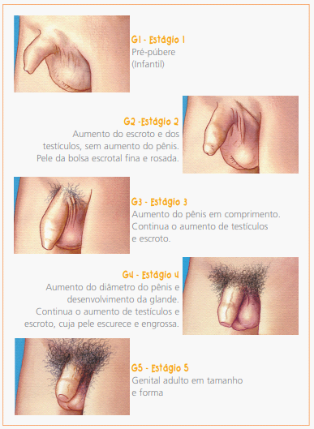 G1 - Estágio 1
Pré-púbere
(Infantil)
G2 -Estágio 2
Aumento do escroto e dos
testículos, sem aumento do pênis.
Pele da bolsa escrotal fina e rosada.
G3 - Estágio 3
Aumento do pênis em comprimento.
Continua o aumento de testículos
e escroto.
G4 - Estágio 4
Aumento do diâmetro do pênis e
desenvolvimento da glande.
Continua o aumento de testículos e
escroto, cuja pele escurece e engrossa.
G5 - Estágio 5
Genital adulto em tamanho
e forma